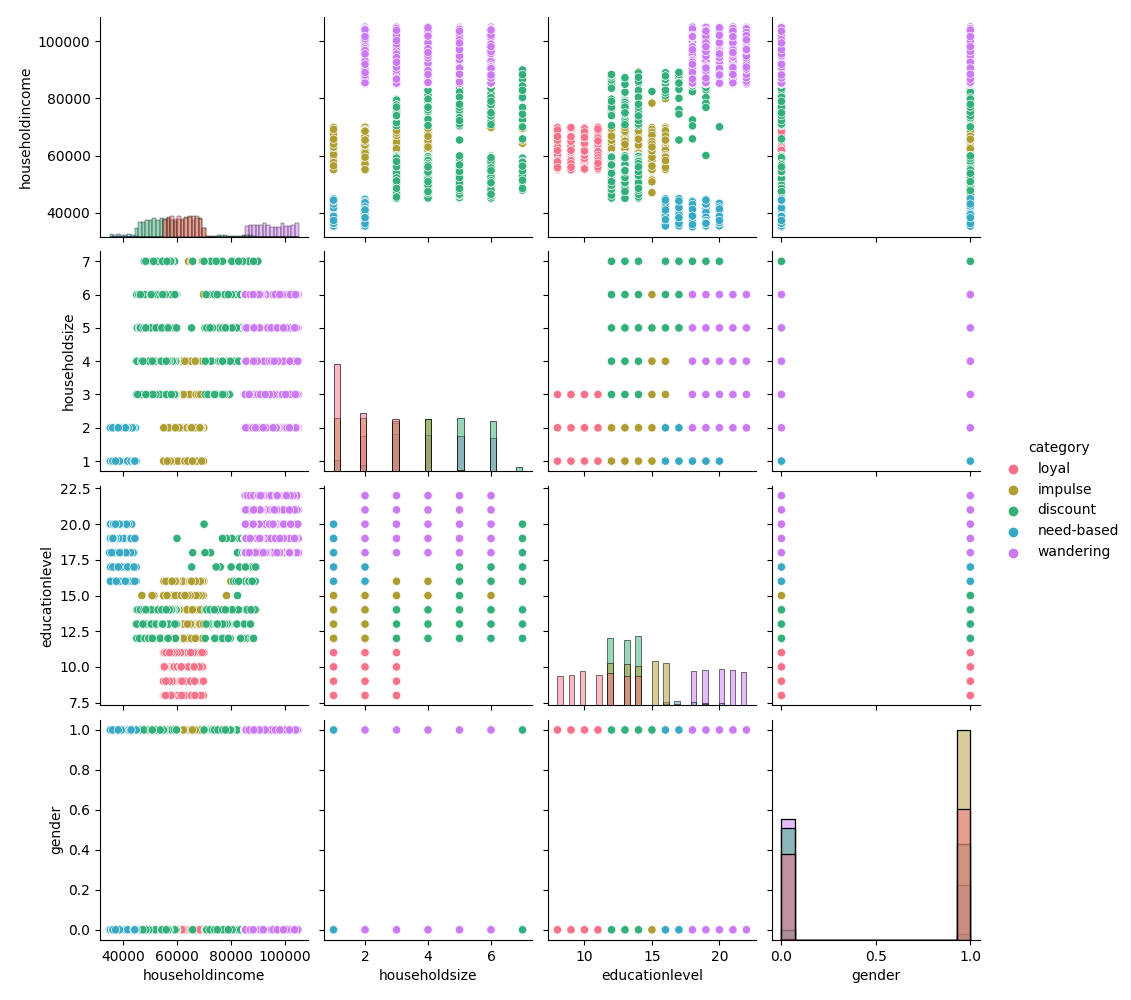 100000
80000
60000
40000
householdincome
7
6
5
4
3
2
1
householdsize
category
loyal
impulse
discount
need-based
wandering
22.5
20.0
17.5
15.0
12.5
10.0
7.5
educationlevel
1.0
0.8
0.6
0.4
0.2
0.0
gender
40000 60000 80000 100000
2 4 6
10 15 20
0.0 0.5 1.0
householdincome householdsize educationlevel gender